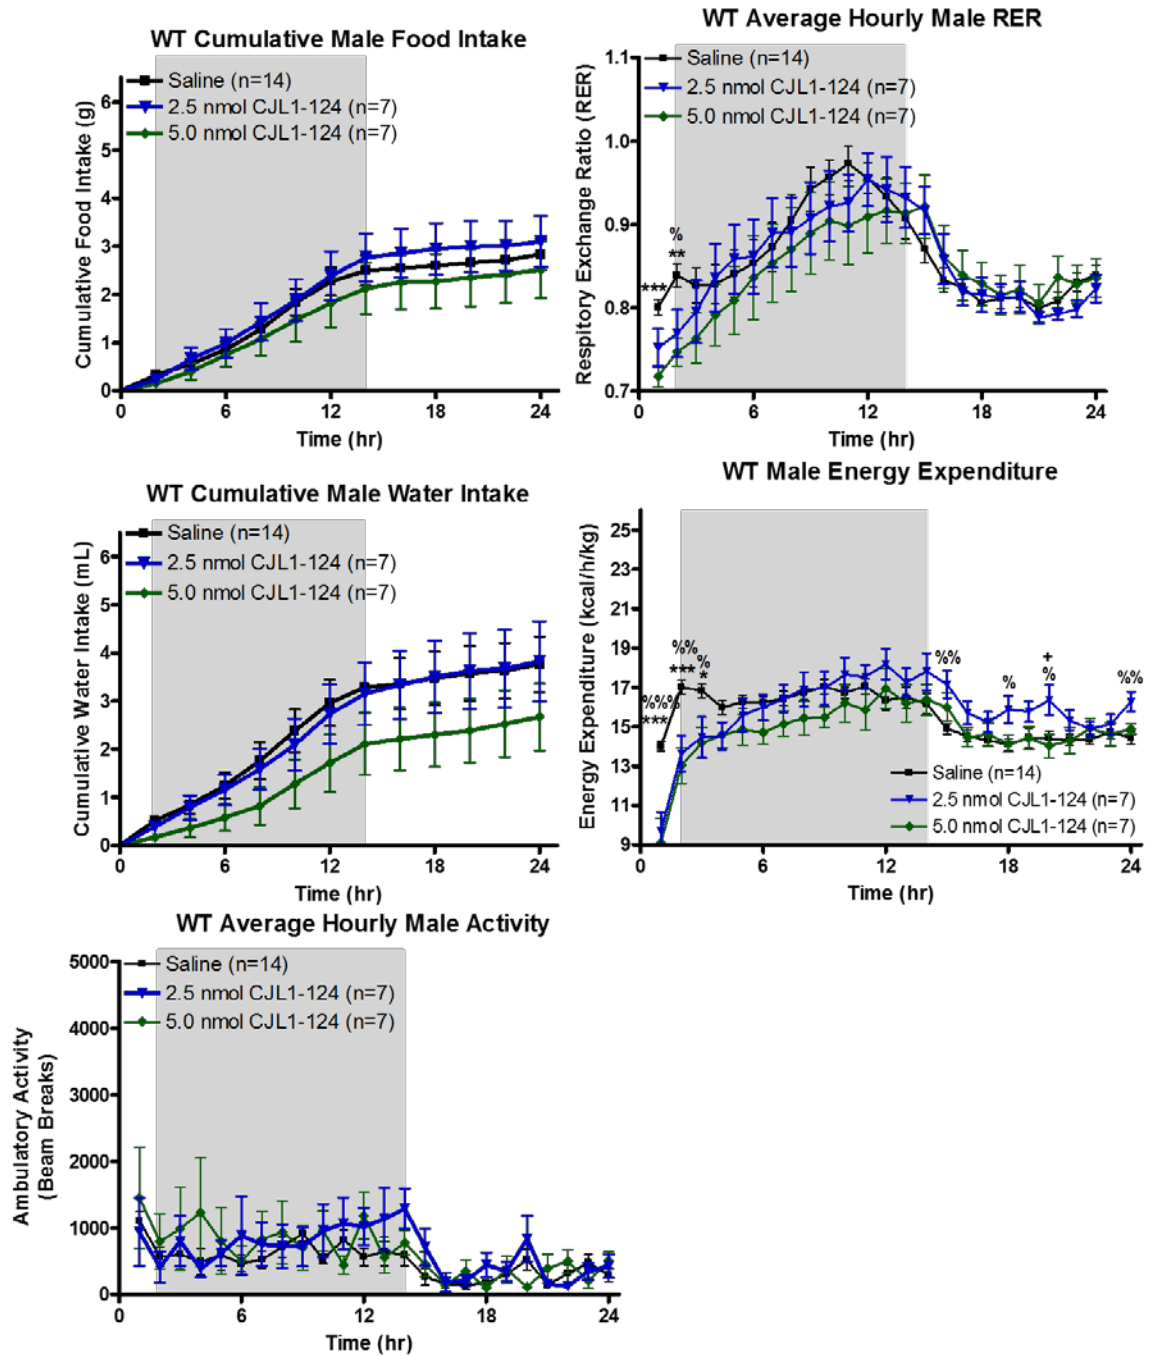 WT Cumulative Male Food Intake
Saline (n=14)
2.5 nmol CJL1-124 (n=7)
5.0 nmol CJL1-124 (n=7)
Cumulative Food Intake (g)
6
5
4
3
2
1
0
0 6 12 18 24
Time (hr)
WT Average Hourly Male RER
Saline (n=14)
2.5 nmol CJL1-124 (n=7)
5.0 nmol CJL1-124 (n=7)
Respitory Exchange Ratio (RER)
1.1
1.0
0.9
0.8
0.7
%
**
***
0 6 12 18 24
Time (hr)
WT Cumulative Male Water Intake
Saline (n=14)
2.5 nmol CJL1-124 (n=7)
5.0 nmol CJL1-124 (n=7)
Cumulative Water Intake (mL)
6
5
4
3
2
1
0
0 6 12 18 24
Time (hr)
WT Male Energy Expenditure
Energy Expenditure (kcal/h/kg)
25
23
21
19
17
15
13
11
9
%%%
***
%%
***
%
*
%%
%
+
%
%%
Saline (n=14)
2.5 nmol CJL1-124 (n=7)
5.0 nmol CJL1-124 (n=7)
0 6 12 18 24
Time (hr)
WT Average Hourly Male Activity
Saline (n=14)
2.5 nmol CJL1-124 (n=7)
5.0 nmol CJL1-124 (n=7)
Ambulatory Activity
(Beam Breaks)
5000
4000
3000
2000
1000
0
0 6 12 18 24
Time (hr)